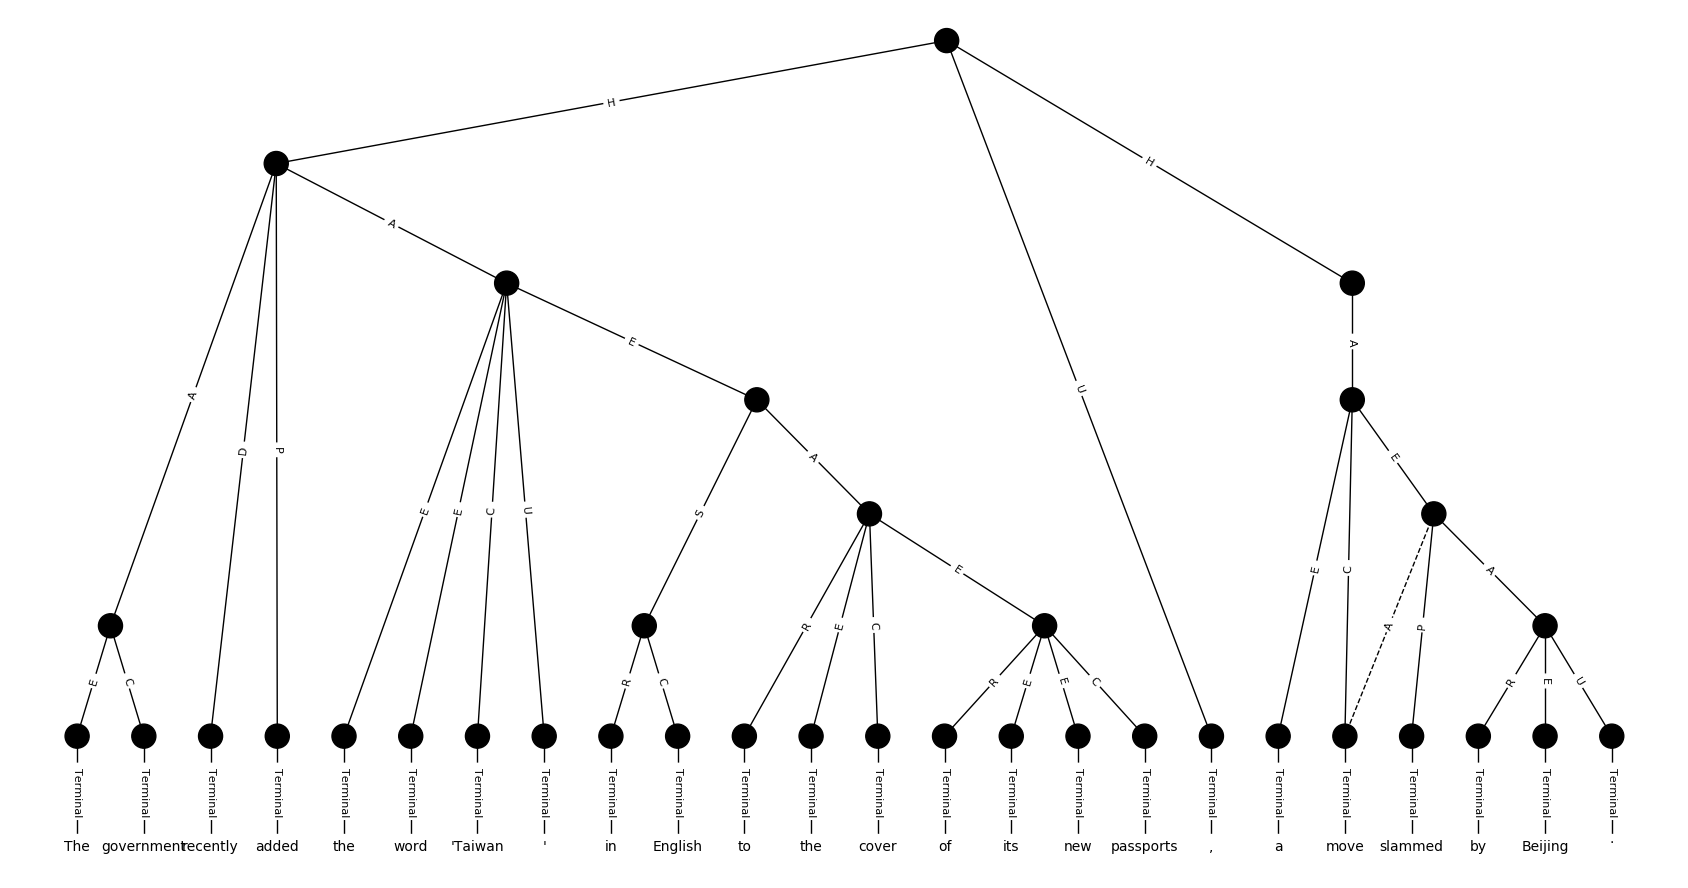 H
U
H
A
D
P
A
E
E
C
U
E
S
A
R
E
C
E
A
E
C
E
A
P
A
E
C
R
C
R
E
E
C
R
E
U
Terminal Terminal Terminal Terminal Terminal Terminal Terminal Terminal Terminal Terminal Terminal Terminal Terminal Terminal Terminal Terminal Terminal Terminal Terminal Terminal Terminal Terminal Terminal Terminal
The government recently added the word 'Taiwan ' in English to the cover of its new passports , a move slammed by Beijing .